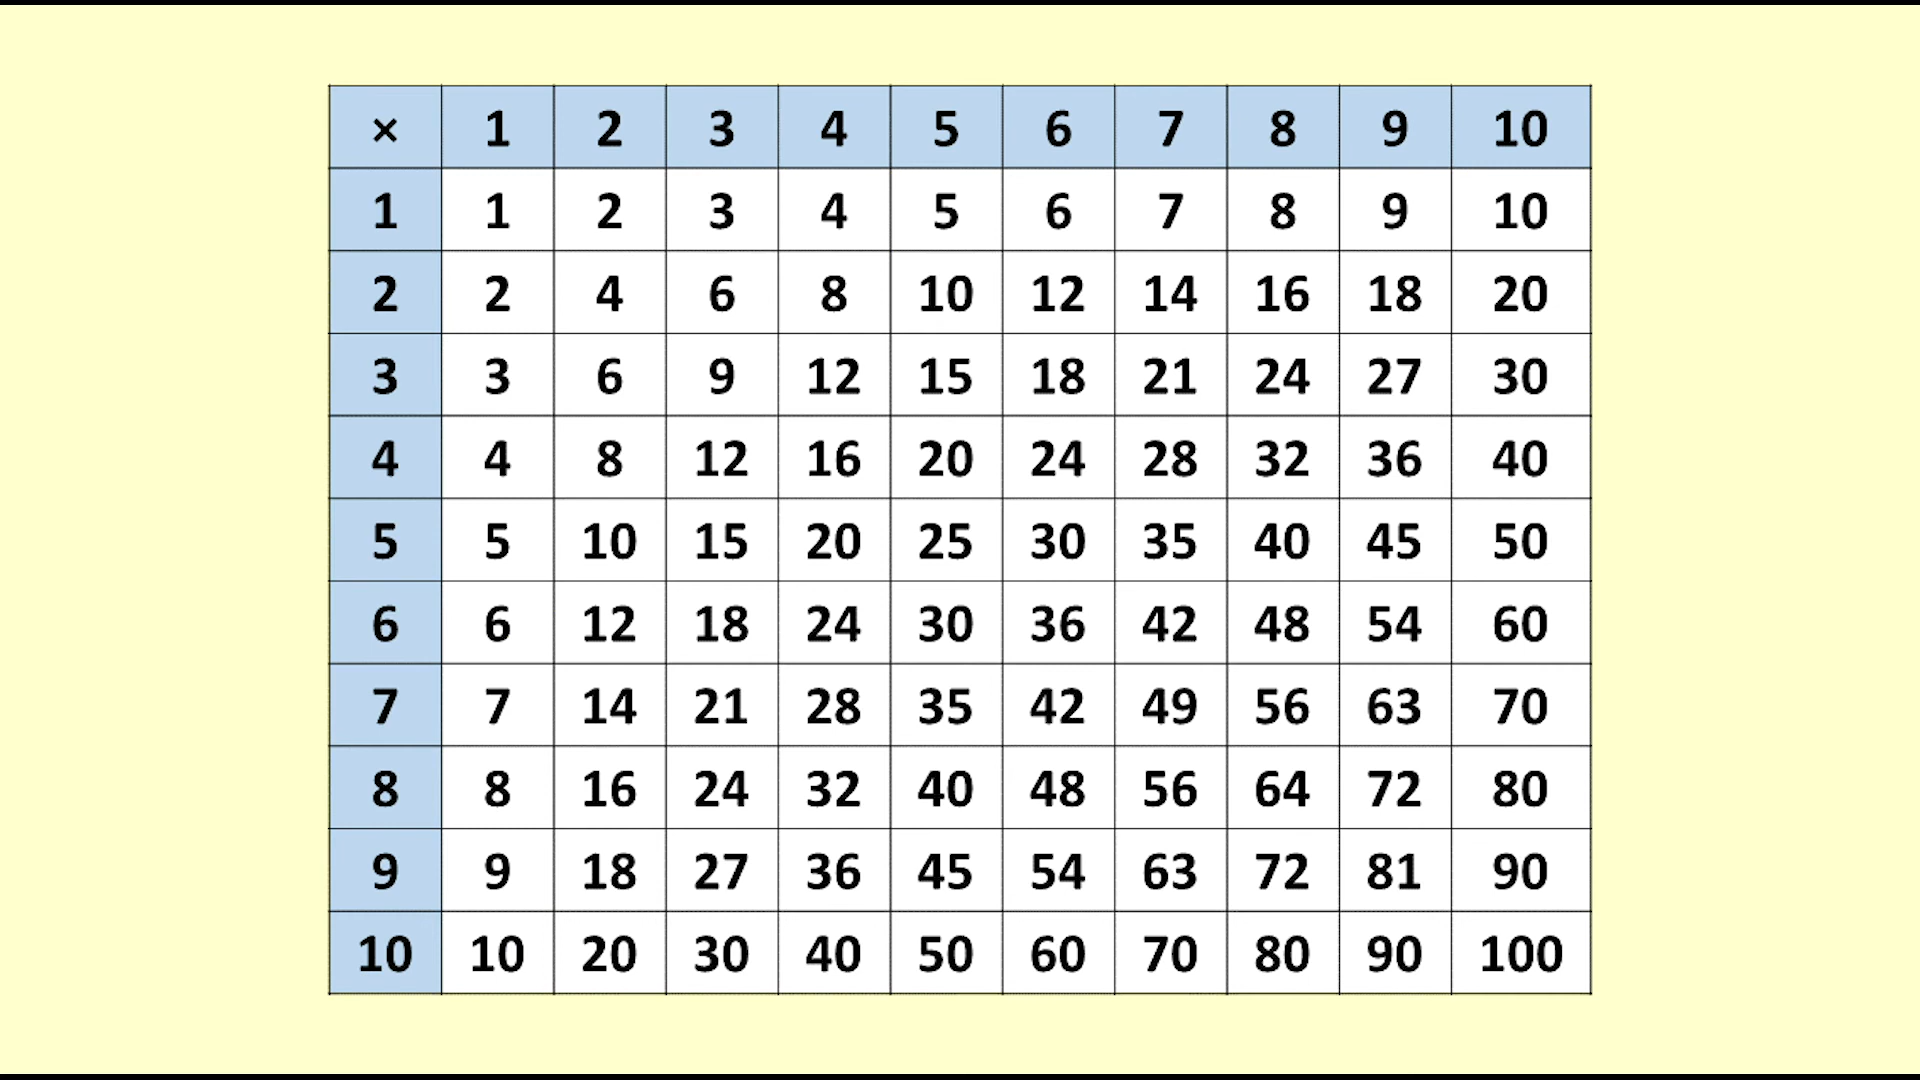 × 1 2 3 4 5 6 7 8 9 10
1 1 2 3 4 5 6 7 8 9 10
2 2 4 6 8 10 12 14 16 18 20
3 3 6 9 12 15 18 21 24 27 30
4 4 8 12 16 20 24 28 32 36 40
5 5 10 15 20 25 30 35 40 45 50
6 6 12 18 24 30 36 42 48 54 60
7 7 14 21 28 35 42 49 56 63 70
8 8 16 24 32 40 48 56 64 72 80
9 9 18 27 36 45 54 63 72 81 90
10 10 20 30 40 50 60 70 80 90 100